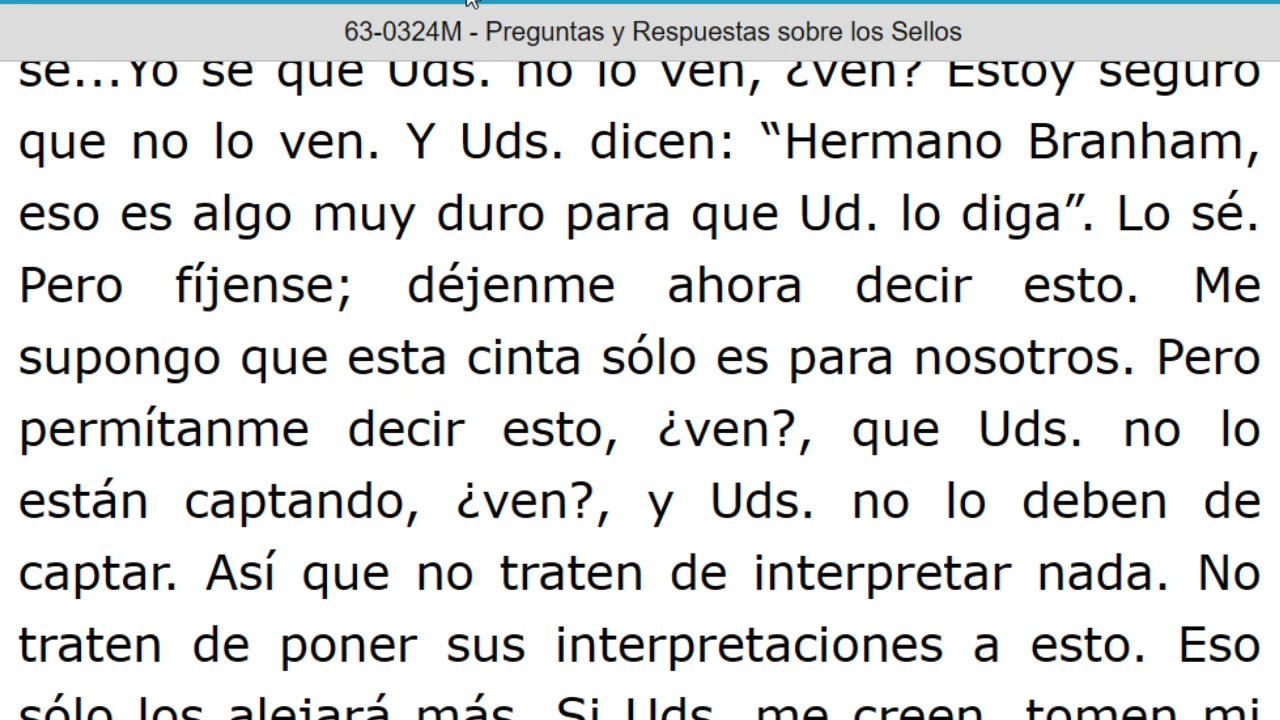 63-0324M - Preguntas y Respuestas sobre los Sellos
sé...Yo sé que Uds. no lo ven, ¿ven? Estoy seguro
que no lo ven. Y Uds. dicen: “Hermano Branham,
eso es algo muy duro para que Ud. lo diga”. Lo sé.
Pero fíjense; déjenme ahora decir esto. Me
supongo que esta cinta sólo es para nosotros. Pero
permítanme decir esto, ¿ven?, que Uds. no lo
están captando, ¿ven?, y Uds. no lo deben de
captar. Así que no traten de interpretar nada. No
traten de poner sus interpretaciones a esto. Eso
sólo los alejará más. Si Uds. me creen, tomen mi